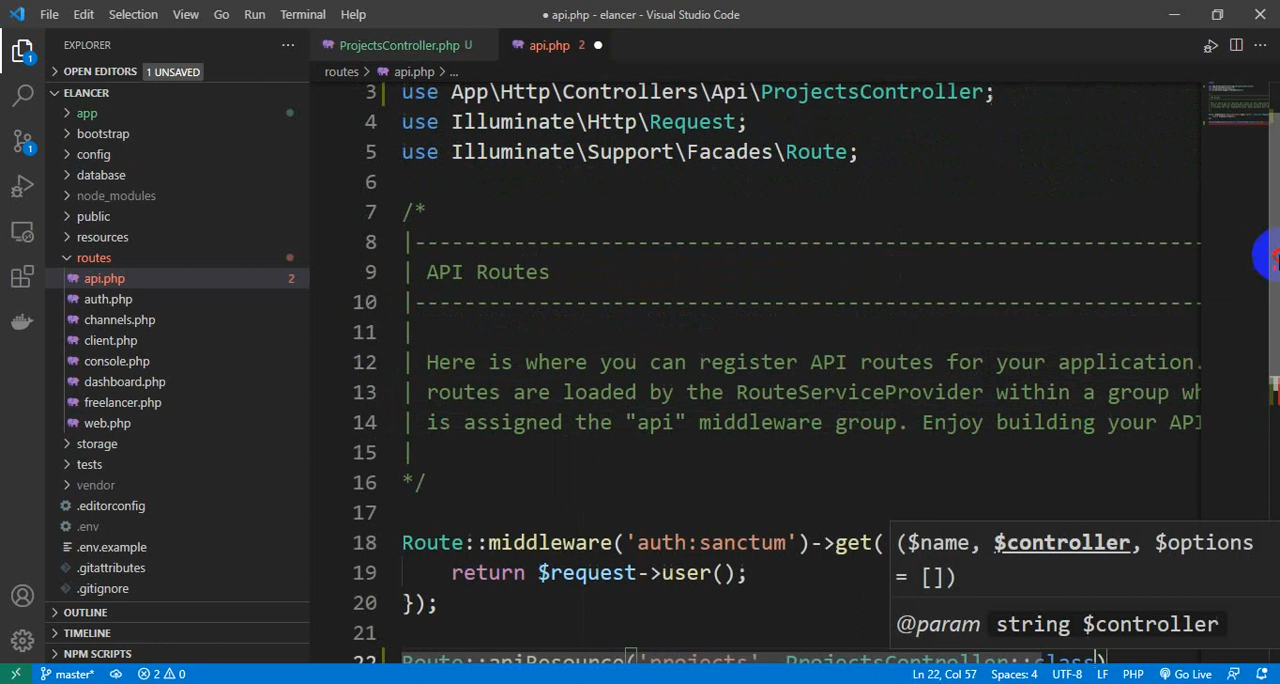 File Edit Selection View Go Run Terminal Help
● api.php - elancer - Visual Studio Code
EXPLORER
ProjectsController.php U
api.php 2
OPEN EDITORS 1 UNSAVED
routes > api.php > ...
ELANCER
app
bootstrap
config
database
node_modules
public
resources
routes
api.php 2
auth.php
channels.php
client.php
console.php
dashboard.php
freelancer.php
web.php
storage
tests
vendor
.editorconfig
.env
.env.example
.gitattributes
.gitignore
OUTLINE
TIMELINE
NPM SCRIPTS
1
1
3 use App\Http\Controllers\Api\ProjectsController;
4 use Illuminate\Http\Request;
5 use Illuminate\Support\Facades\Route;
6
7 /*
8 |-----------------------------------------------------------------
9 | API Routes
10 |-----------------------------------------------------------------
11 |
12 | Here is where you can register API routes for your application.
13 | routes are loaded by the RouteServiceProvider within a group wh
14 | is assigned the "api" middleware group. Enjoy building your API
15 |
16 */
17
18 Route::middleware('auth:sanctum')->get(
19 return $request->user();
20 });
21
22 Route::apiResource('projects', ProjectsController::class)
($name, $controller, $options
= [])
@param string $controller
master* 2 0 Ln 22, Col 57 Spaces: 4 UTF-8 LF PHP Go Live